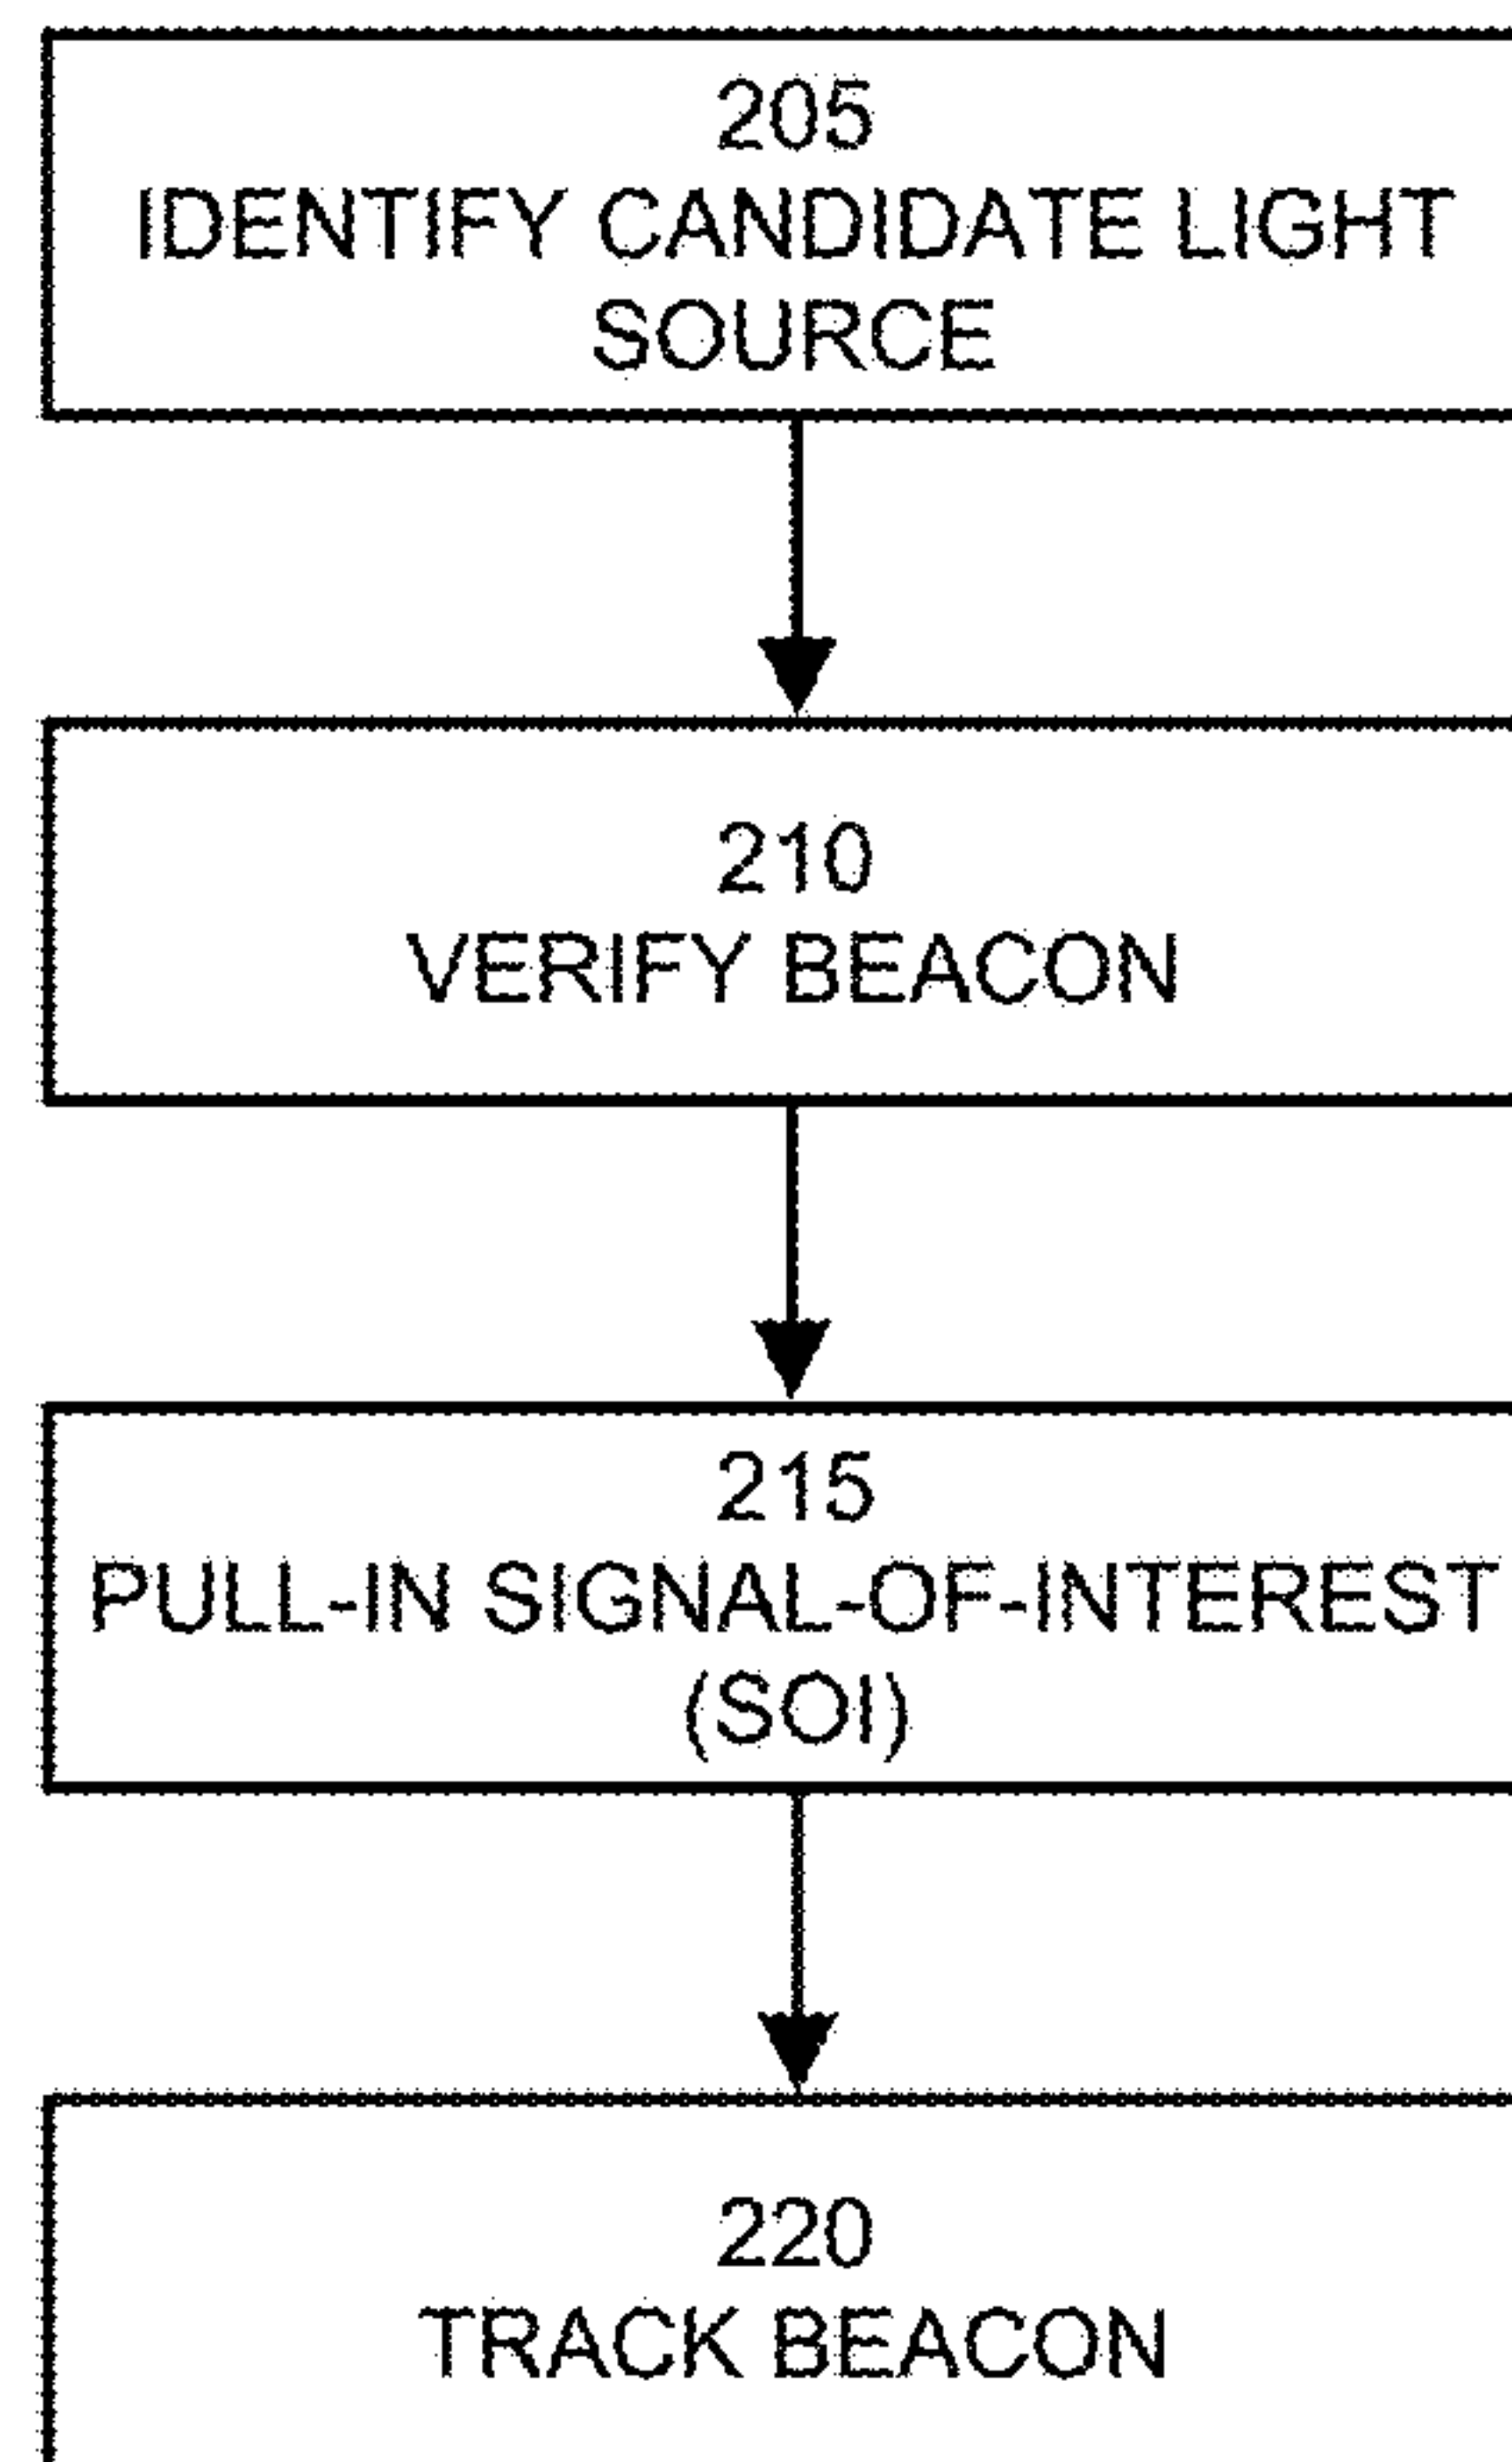 205
IDENTIFY CANDIDATE LIGHT
SOURCE
210
VERIFY BEACON
215
PULL-IN SIGNAL-OF-INTEREST
(SOI)
220
TRACK BEACON